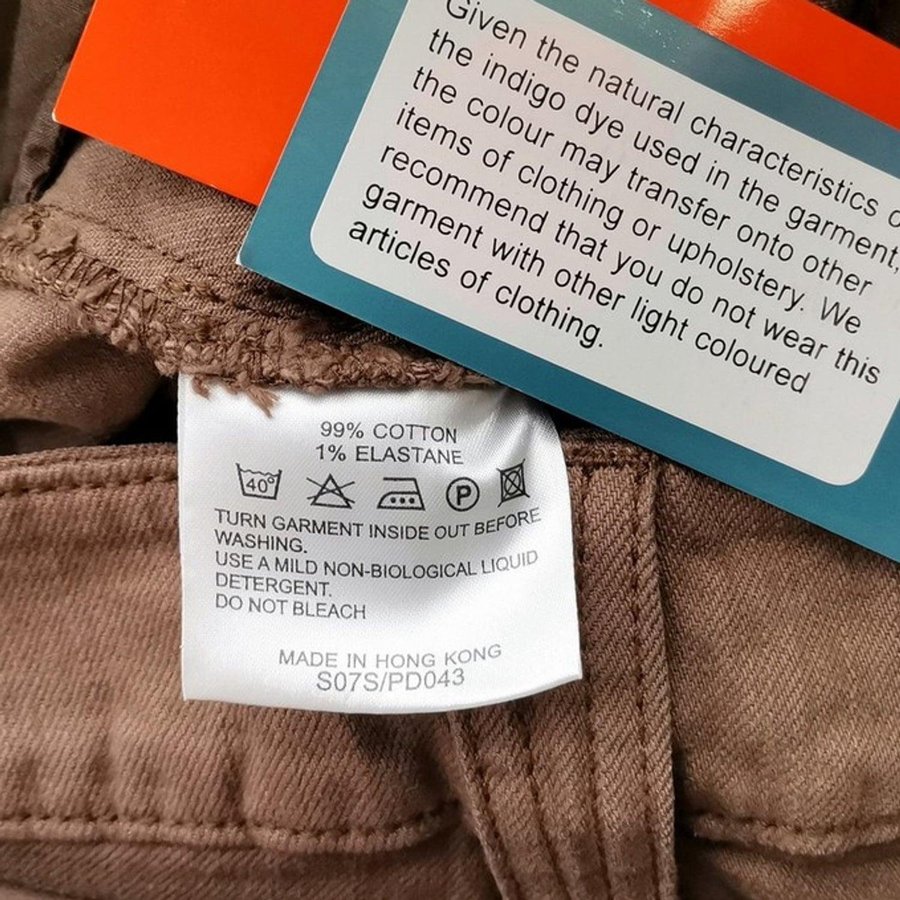 Given the natural characteristics
the indigo dye used in the garment,
the colour may transfer onto other
items of clothing or upholstery. We
recommend that you do not wear this
garment with other light coloured
articles of clothing.
99% COTTON
1% ELASTANE
40° P
TURN GARMENT INSIDE OUT BEFORE
WASHING.
USE A MILD NON-BIOLOGICAL LIQUID
DETERGENT.
DO NOT BLEACH
MADE IN HONG KONG
S07S/PD043